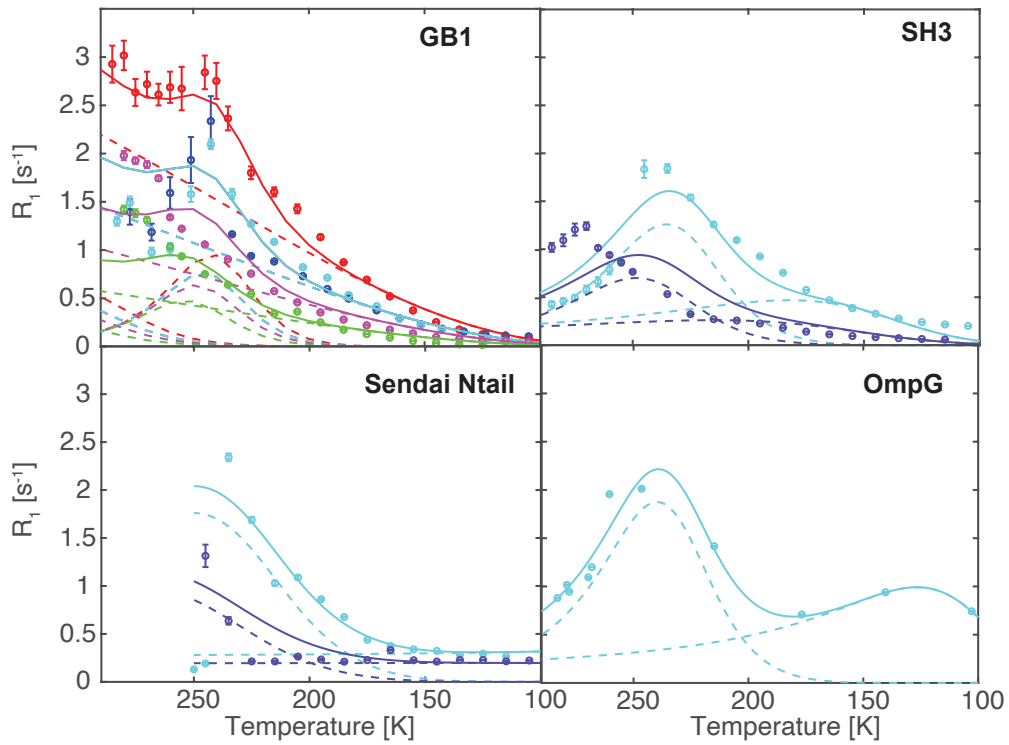 GB1
SH3
R1 [s-1]
3
2.5
2
1.5
1
0.5
0
R1 [s-1]
Sendai Ntail
OmpG
3
2.5
2
1.5
1
0.5
0
250 200 150 100 250 200 150 100
Temperature [K] Temperature [K]